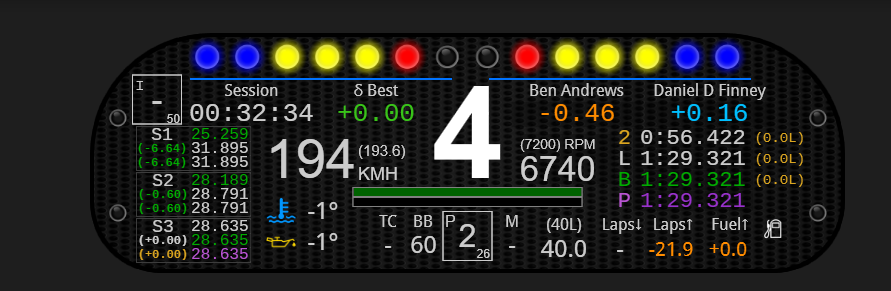 I
-
50
Session
00:32:34
δ Best
+0.00
4
Ben Andrews
-0.46
Daniel D Finney
+0.16
S1 25.259
(-6.64) 31.895
(-6.64) 31.895
S2 28.189
(-0.60) 28.791
(-0.60) 28.791
S3 28.635
(+0.00) 28.635
(+0.00) 28.635
194 (193.6)
KMH
(7200) RPM
6740
2 0:56.422 (0.0L)
L 1:29.321 (0.0L)
B 1:29.321 (0.0L)
P 1:29.321
-1°
-1°
TC
-
BB
60
P
2
26
M
-
(40L)
40.0
Laps↓
-
Laps↑
-21.9
Fuel↑
+0.0